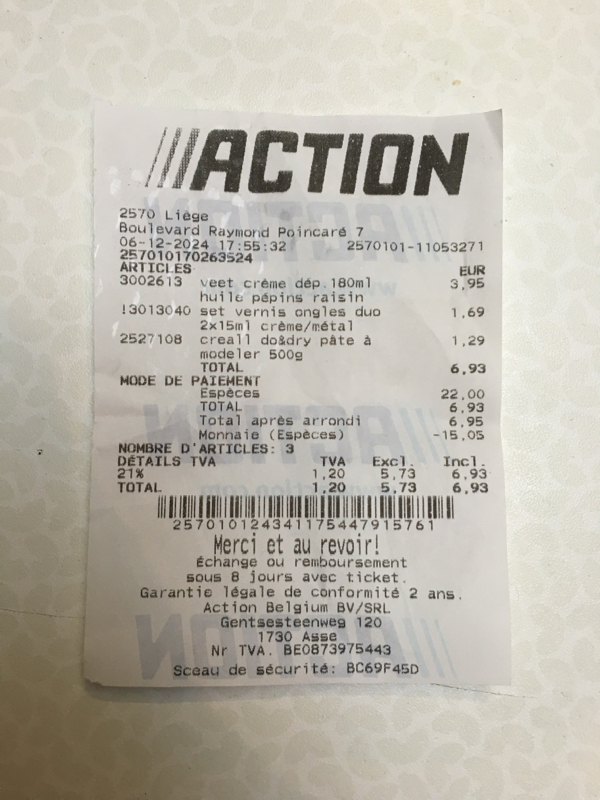 ACTION
2570 Liège
Boulevard Raymond Poincaré 7
06-12-2024 17:55:32 2570101-11053271
257010170263524
ARTICLES EUR
3002613 veet crème dép.180ml 3,95
huile pépins raisin
!3013040 set vernis ongles duo 1,69
2x15ml crème/métal
2527108 creall do&dry pâte à 1,29
modeler 500g
TOTAL 6,93
MODE DE PAIEMENT
Espèces 22,00
TOTAL 6,93
Total après arrondi 6,95
Monnaie (Espèces) -15,05
NOMBRE D'ARTICLES: 3
DÉTAILS TVA TVA Excl. Incl.
21% 1,20 5,73 6,93
TOTAL 1,20 5,73 6,93
257010124341175447915761
Merci et au revoir!
Échange ou remboursement
sous 8 jours avec ticket.
Garantie légale de conformité 2 ans.
Action Belgium BV/SRL
Gentsesteenweg 120
1730 Asse
Nr TVA. BE0873975443
Sceau de sécurité: BC69F45D